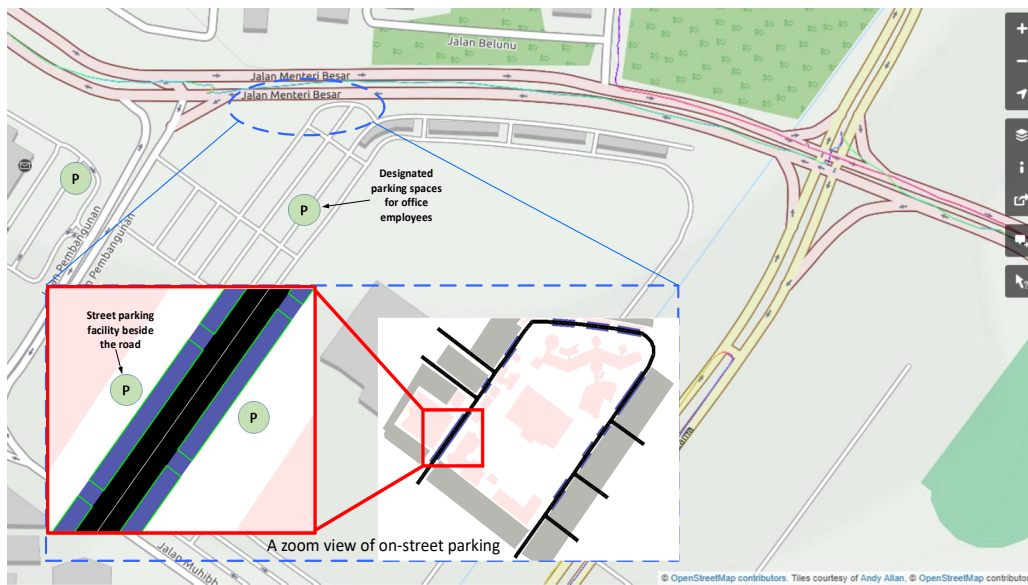 Jalan Belunu
Jalan Menteri Besar
Jalan Menteri Besar
P
Designated
parking spaces
for office
employees
P
Jalan Pembangunan
Pembangunan
Street parking
facility beside
the road
P
P
A zoom view of on-street parking
Jalan Muhibb
© OpenStreetMap contributors. Tiles courtesy of Andy Allan, © OpenStreetMap contributors